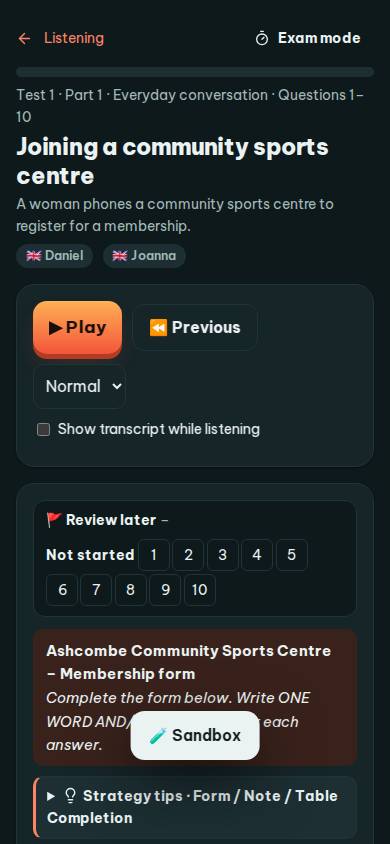 ← Listening
Exam mode
Test 1 · Part 1 · Everyday conversation · Questions 1–
10
Joining a community sports
centre
A woman phones a community sports centre to
register for a membership.
🇬🇧 Daniel 🇬🇧 Joanna
▶ Play ⏪ Previous
Normal
Show transcript while listening
🚩 Review later –
Not started 1 2 3 4 5
6 7 8 9 10
Ashcombe Community Sports Centre
– Membership form
Complete the form below. Write ONE
WORD AND/ each
answer.
🧪 Sandbox
▶ Strategy tips · Form / Note / Table
Completion